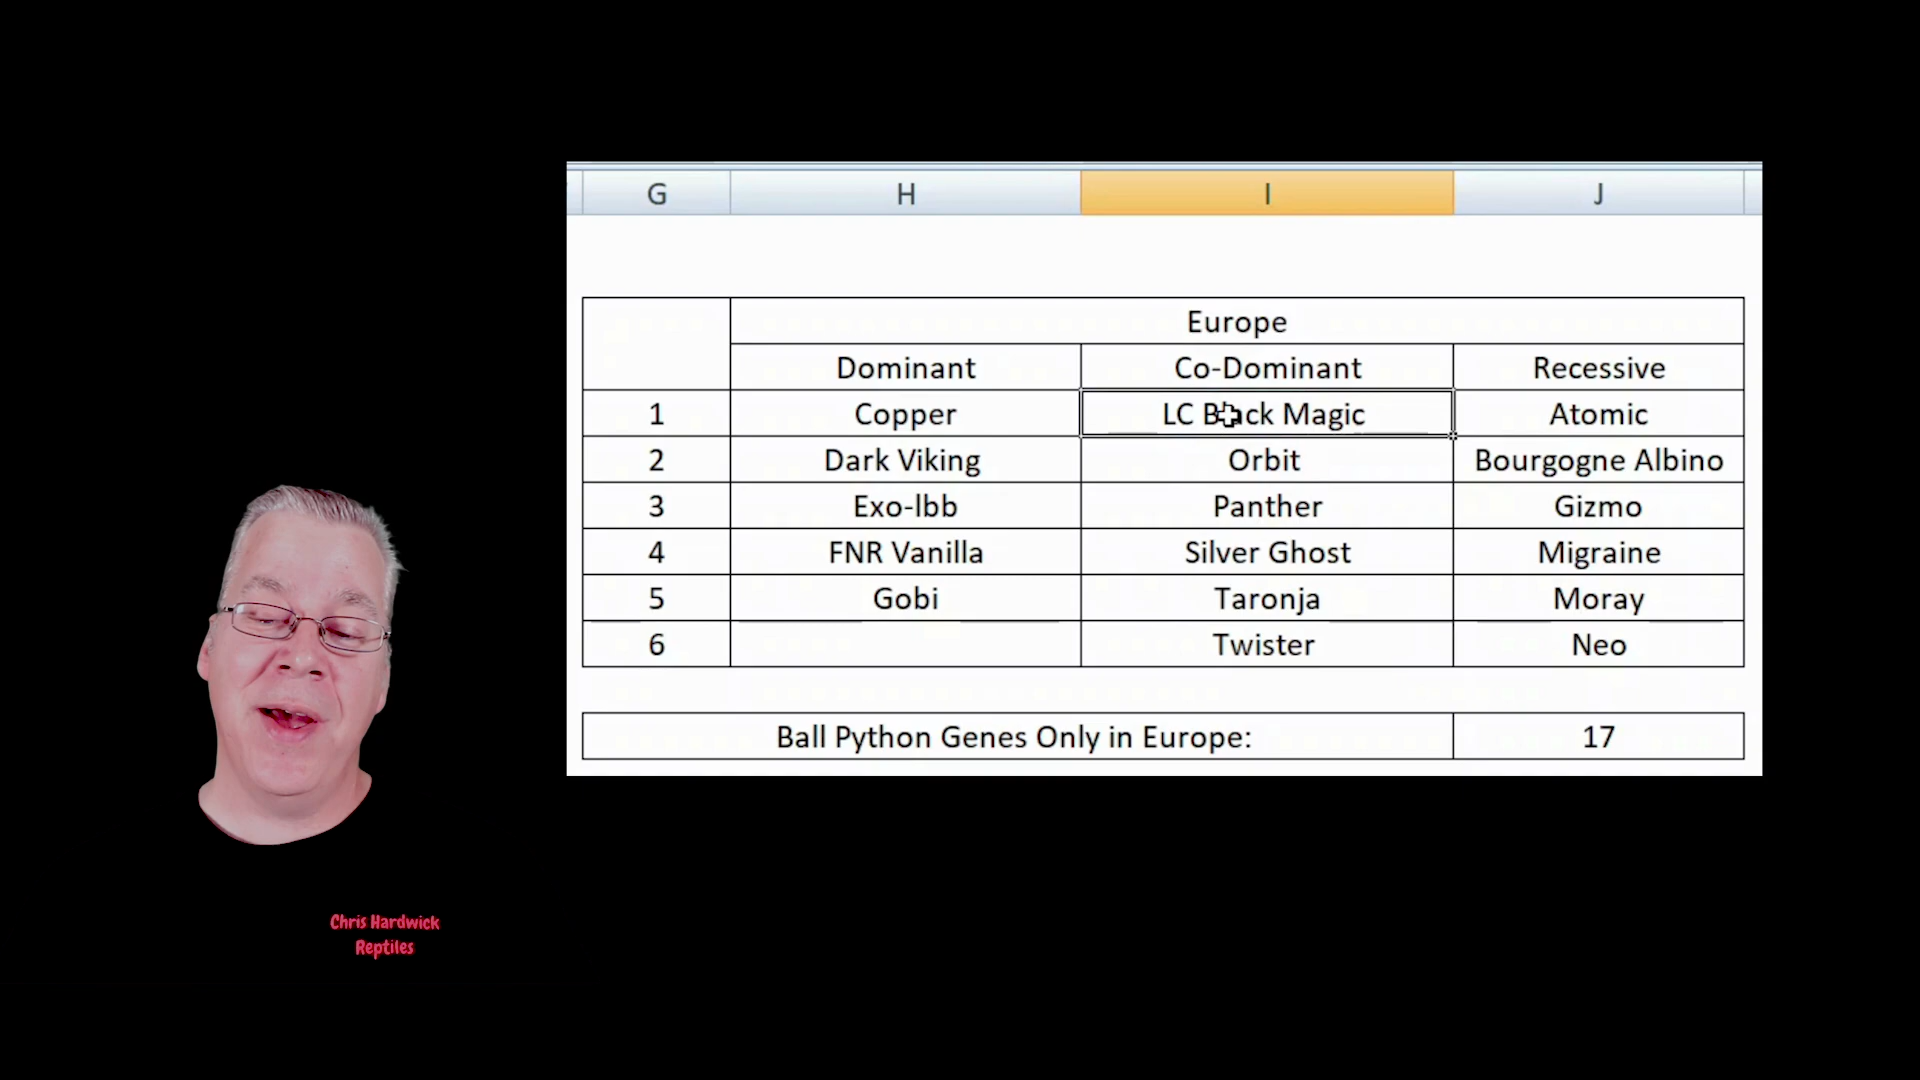 G H I J
Europe
Dominant Co-Dominant Recessive
1 Copper LC Black Magic Atomic
2 Dark Viking Orbit Bourgogne Albino
3 Exo-lbb Panther Gizmo
4 FNR Vanilla Silver Ghost Migraine
5 Gobi Taronja Moray
6 Twister Neo
Ball Python Genes Only in Europe: 17
Chris Hardwick
Reptiles